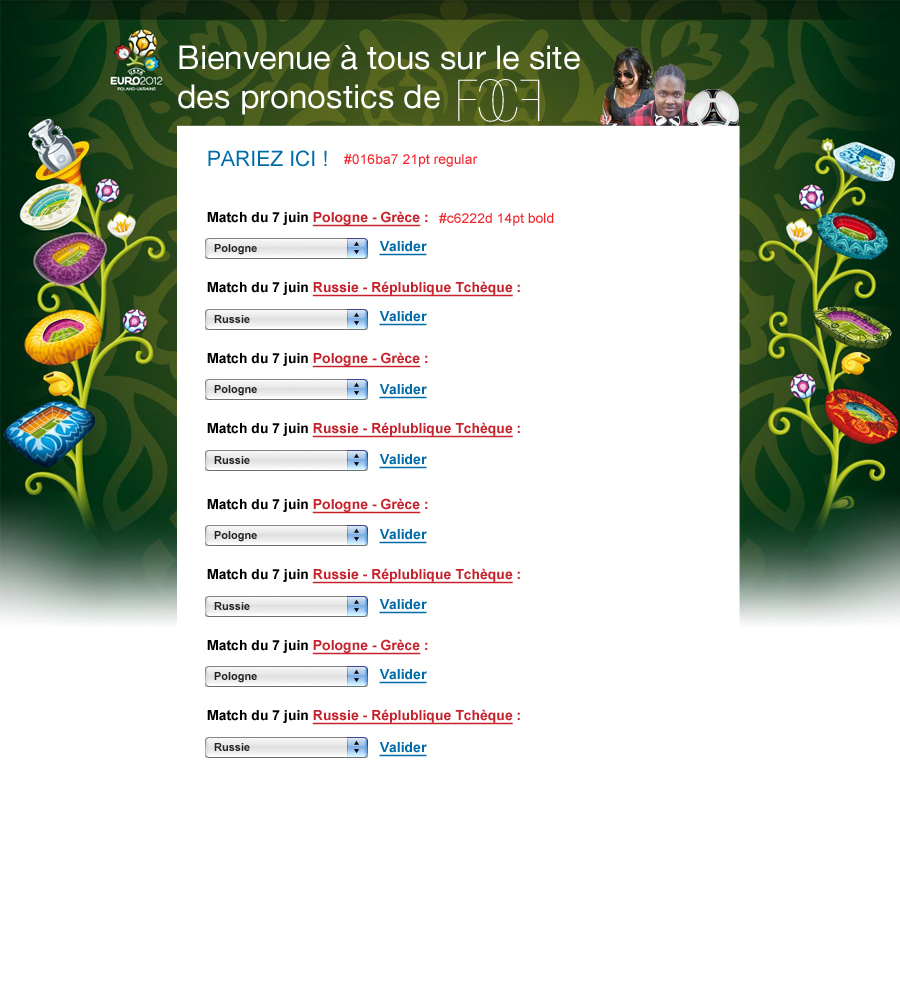 Bienvenue à tous sur le site
des pronostics de FCCF
UEFA
EURO2012
POLAND-UKRAINE
PARIEZ ICI ! #016ba7 21pt regular
Match du 7 juin Pologne - Grèce : #c6222d 14pt bold
Pologne Valider
Match du 7 juin Russie - Réplublique Tchèque :
Russie Valider
Match du 7 juin Pologne - Grèce :
Pologne Valider
Match du 7 juin Russie - Réplublique Tchèque :
Russie Valider
Match du 7 juin Pologne - Grèce :
Pologne Valider
Match du 7 juin Russie - Réplublique Tchèque :
Russie Valider
Match du 7 juin Pologne - Grèce :
Pologne Valider
Match du 7 juin Russie - Réplublique Tchèque :
Russie Valider